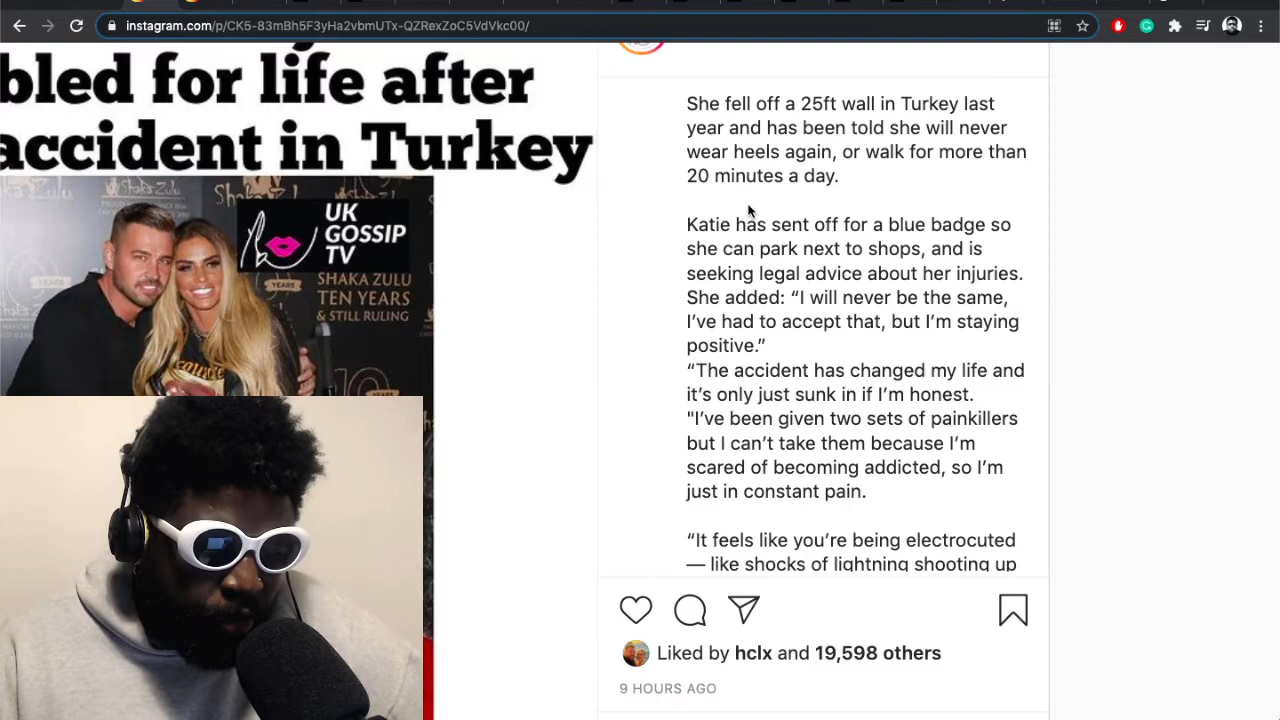 instagram.com/p/CK5-83mBh5F3yHa2vbmUTx-QZRexZoC5VdVkc00/
bled for life after
accident in Turkey
Shaka Zulu
UK
GOSSIP
TV
YEARS
SHAKA ZULU
TEN YEARS
& STILL RULING
She fell off a 25ft wall in Turkey last
year and has been told she will never
wear heels again, or walk for more than
20 minutes a day.
Katie has sent off for a blue badge so
she can park next to shops, and is
seeking legal advice about her injuries.
She added: “I will never be the same,
I’ve had to accept that, but I’m staying
positive.”
“The accident has changed my life and
it’s only just sunk in if I’m honest.
"I’ve been given two sets of painkillers
but I can’t take them because I’m
scared of becoming addicted, so I’m
just in constant pain.
“It feels like you’re being electrocuted
— like shocks of lightning shooting up
Liked by hclx and 19,598 others
9 HOURS AGO